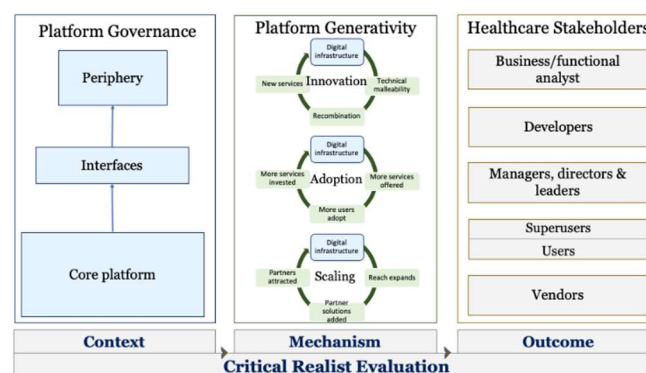 Platform Governance
Periphery
Interfaces
Core platform
Platform Generativity
Digital
infrastructure
New services
Innovation
Technical
malleability
Recombination
Digital
infrastructure
More services
invested
Adoption
More services
offered
More users
adopt
Digital
infrastructure
Partners
attracted
Scaling
Reach expands
Partner
solutions
added
Healthcare Stakeholders
Business/functional
analyst
Developers
Managers, directors &
leaders
Superusers
Users
Vendors
Context
Mechanism
Outcome
Critical Realist Evaluation